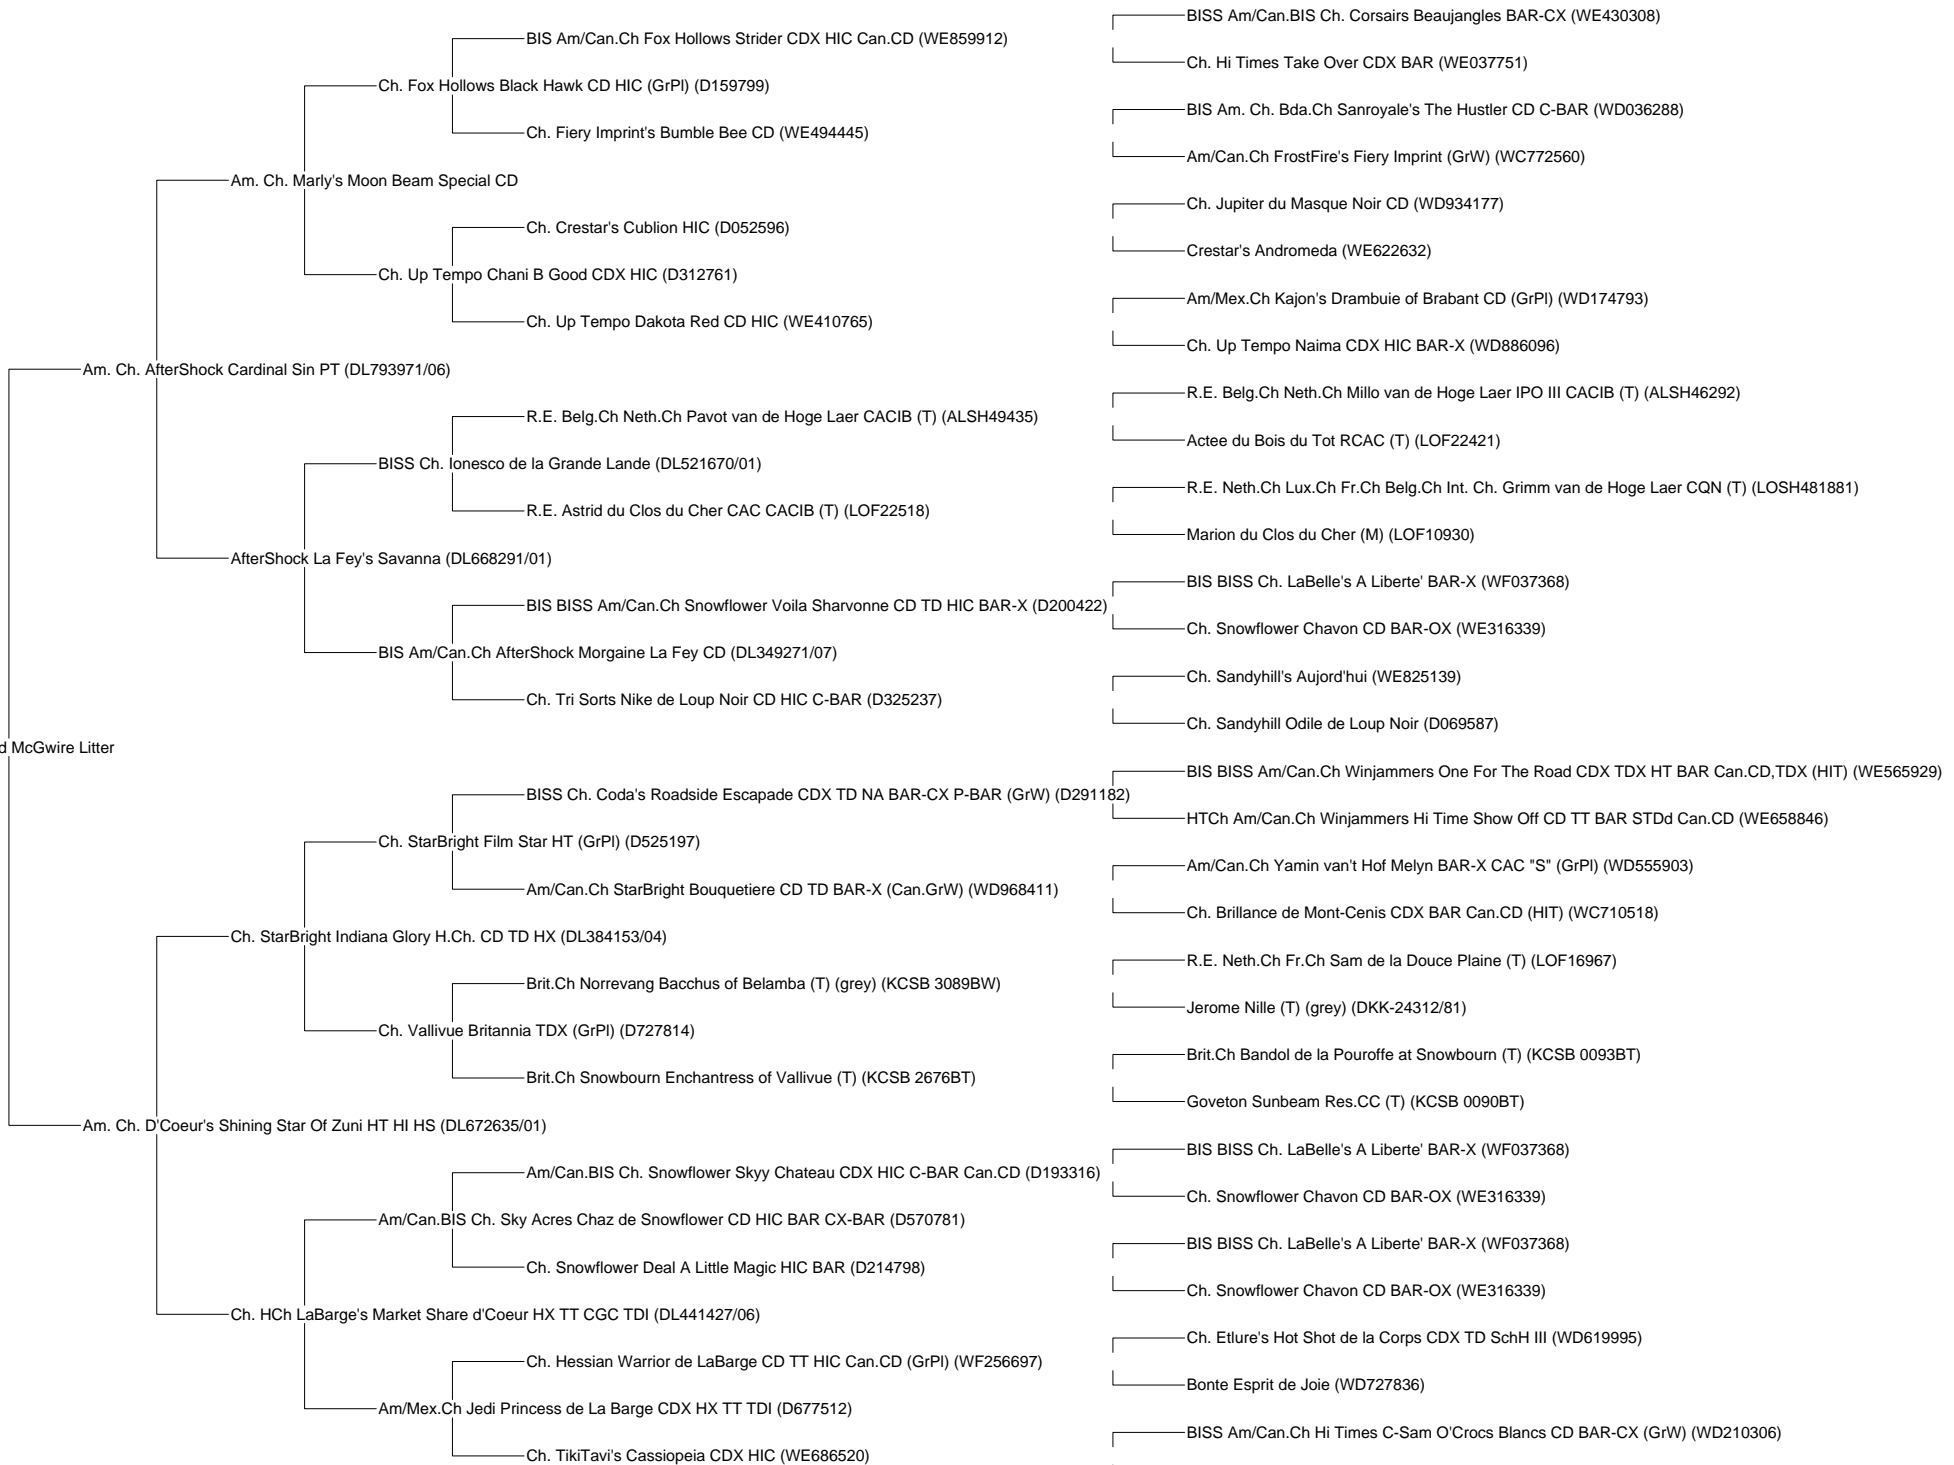 BISS Am/Can.BIS Ch. Corsairs Beaujangles BAR-CX (WE430308)
BIS Am/Can.Ch Fox Hollows Strider CDX HIC Can.CD (WE859912)
Ch. Hi Times Take Over CDX BAR (WE037751)
Ch. Fox Hollows Black Hawk CD HIC (GrPl) (D159799)
BIS Am. Ch. Bda.Ch Sanroyale's The Hustler CD C-BAR (WD036288)
Ch. Fiery Imprint's Bumble Bee CD (WE494445)
Am/Can.Ch FrostFire's Fiery Imprint (GrW) (WC772560)
Am. Ch. Marly's Moon Beam Special CD
Ch. Jupiter du Masque Noir CD (WD934177)
Ch. Crestar's Cublion HIC (D052596)
Crestar's Andromeda (WE622632)
Ch. Up Tempo Chani B Good CDX HIC (D312761)
Am/Mex.Ch Kajon's Drambuie of Brabant CD (GrPl) (WD174793)
Ch. Up Tempo Dakota Red CD HIC (WE410765)
Ch. Up Tempo Naima CDX HIC BAR-X (WD886096)
Am. Ch. AfterShock Cardinal Sin PT (DL793971/06)
R.E. Belg.Ch Neth.Ch Millo van de Hoge Laer IPO III CACIB (T) (ALSH46292)
R.E. Belg.Ch Neth.Ch Pavot van de Hoge Laer CACIB (T) (ALSH49435)
Actee du Bois du Tot RCAC (T) (LOF22421)
BISS Ch. Ionesco de la Grande Lande (DL521670/01)
R.E. Neth.Ch Lux.Ch Fr.Ch Belg.Ch Int. Ch. Grimm van de Hoge Laer CQN (T) (LOSH481881)
R.E. Astrid du Clos du Cher CAC CACIB (T) (LOF22518)
Marion du Clos du Cher (M) (LOF10930)
AfterShock La Fey's Savanna (DL668291/01)
BIS BISS Ch. LaBelle's A Liberte' BAR-X (WF037368)
BIS BISS Am/Can.Ch Snowflower Voila Sharvonne CD TD HIC BAR-X (D200422)
Ch. Snowflower Chavon CD BAR-OX (WE316339)
BIS Am/Can.Ch AfterShock Morgaine La Fey CD (DL349271/07)
Ch. Sandyhill's Aujord'hui (WE825139)
Ch. Tri Sorts Nike de Loup Noir CD HIC C-BAR (D325237)
Ch. Sandyhill Odile de Loup Noir (D069587)
d McGwire Litter
BIS BISS Am/Can.Ch Winjammers One For The Road CDX TDX HT BAR Can.CD,TDX (HIT) (WE565929)
BISS Ch. Coda's Roadside Escapade CDX TD NA BAR-CX P-BAR (GrW) (D291182)
HTCh Am/Can.Ch Winjammers Hi Time Show Off CD TT BAR STDd Can.CD (WE658846)
Ch. StarBright Film Star HT (GrPl) (D525197)
Am/Can.Ch Yamin van't Hof Melyn BAR-X CAC "S" (GrPl) (WD555903)
Am/Can.Ch StarBright Bouquetiere CD TD BAR-X (Can.GrW) (WD968411)
Ch. Brillance de Mont-Cenis CDX BAR Can.CD (HIT) (WC710518)
Ch. StarBright Indiana Glory H.Ch. CD TD HX (DL384153/04)
R.E. Neth.Ch Fr.Ch Sam de la Douce Plaine (T) (LOF16967)
Brit.Ch Norrevang Bacchus of Belamba (T) (grey) (KCSB 3089BW)
Jerome Nille (T) (grey) (DKK-24312/81)
Ch. Vallivue Britannia TDX (GrPl) (D727814)
Brit.Ch Bandol de la Pouroffe at Snowbourn (T) (KCSB 0093BT)
Brit.Ch Snowbourn Enchantress of Vallivue (T) (KCSB 2676BT)
Goveton Sunbeam Res.CC (T) (KCSB 0090BT)
Am. Ch. D'Coeur's Shining Star Of Zuni HT HI HS (DL672635/01)
BIS BISS Ch. LaBelle's A Liberte' BAR-X (WF037368)
Am/Can.BIS Ch. Snowflower Skyy Chateau CDX HIC C-BAR Can.CD (D193316)
Ch. Snowflower Chavon CD BAR-OX (WE316339)
Am/Can.BIS Ch. Sky Acres Chaz de Snowflower CD HIC BAR CX-BAR (D570781)
BIS BISS Ch. LaBelle's A Liberte' BAR-X (WF037368)
Ch. Snowflower Deal A Little Magic HIC BAR (D214798)
Ch. Snowflower Chavon CD BAR-OX (WE316339)
Ch. HCh LaBarge's Market Share d'Coeur HX TT CGC TDI (DL441427/06)
Ch. Etlure's Hot Shot de la Corps CDX TD SchH III (WD619995)
Ch. Hessian Warrior de LaBarge CD TT HIC Can.CD (GrPl) (WF256697)
Bonte Esprit de Joie (WD727836)
Am/Mex.Ch Jedi Princess de La Barge CDX HX TT TDI (D677512)
BISS Am/Can.Ch Hi Times C-Sam O'Crocs Blancs CD BAR-CX (GrW) (WD210306)
Ch. TikiTavi's Cassiopeia CDX HIC (WE686520)